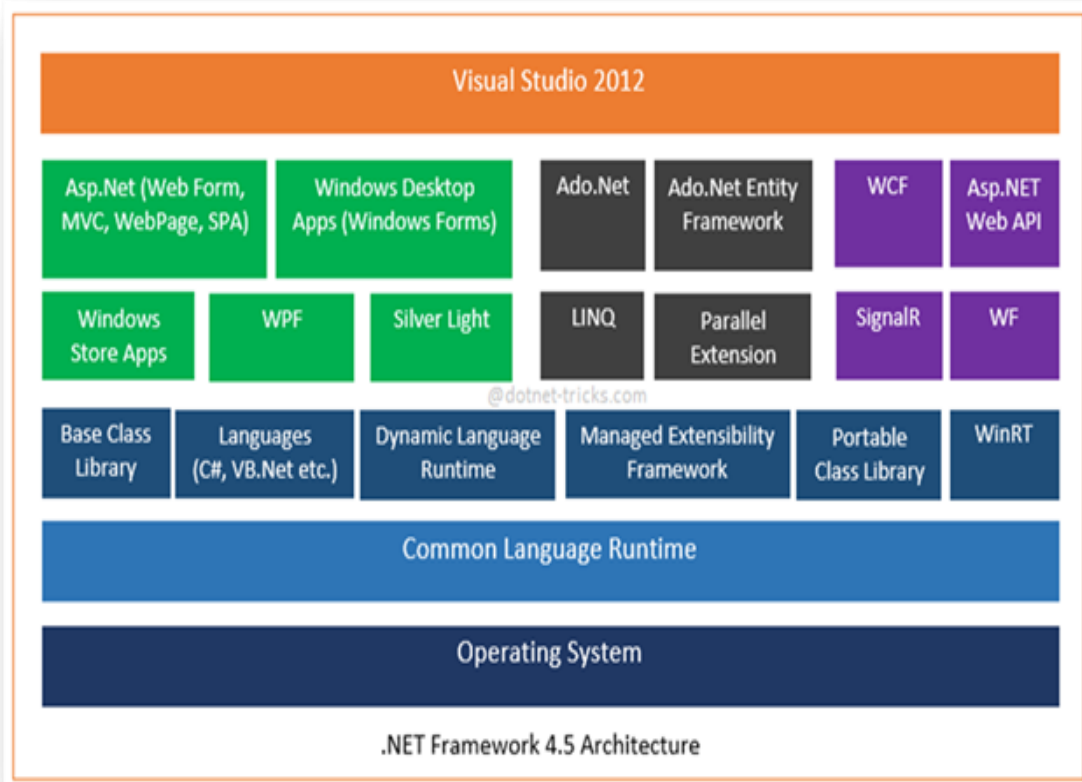 Visual Studio 2012
Asp.Net (Web Form,
MVC, WebPage, SPA)
Windows Desktop
Apps (Windows Forms)
Ado.Net
Ado.Net Entity
Framework
WCF
Asp.NET
Web API
Windows
Store Apps
WPF
Silver Light
LINQ
Parallel
Extension
SignalR
WF
@dotnet-tricks.com
Base Class
Library
Languages
(C#, VB.Net etc.)
Dynamic Language
Runtime
Managed Extensibility
Framework
Portable
Class Library
WinRT
Common Language Runtime
Operating System
.NET Framework 4.5 Architecture